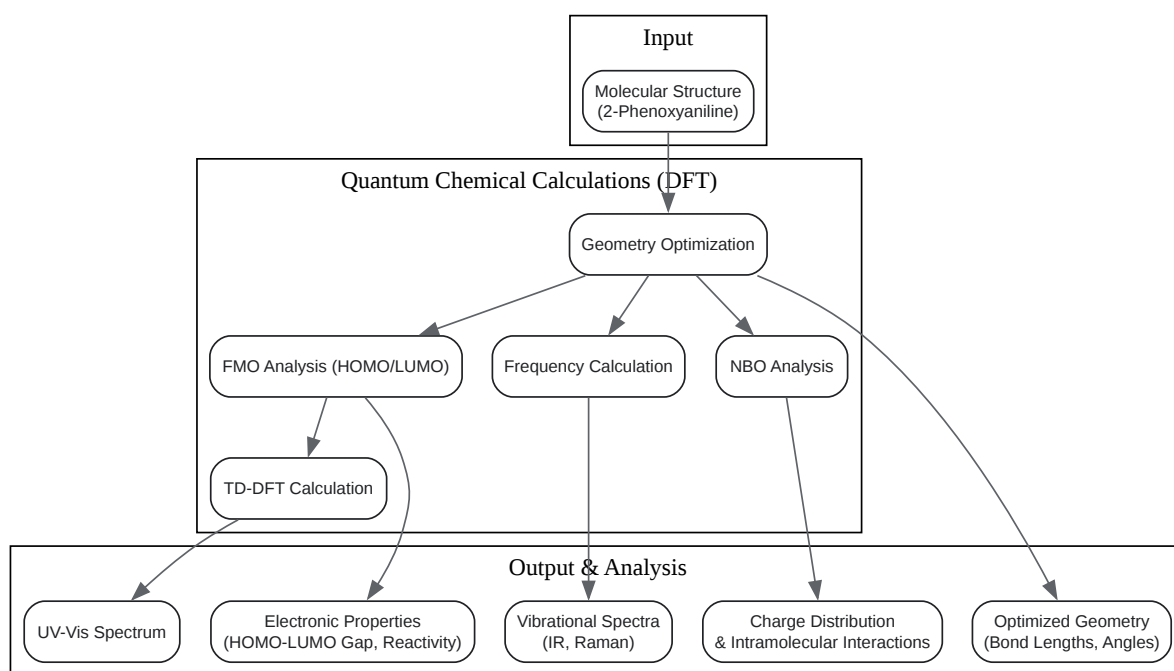 Input
Molecular Structure
(2-Phenoxyaniline)
Quantum Chemical Calculations (DFT)
Geometry Optimization
FMO Analysis (HOMO/LUMO)
Frequency Calculation
NBO Analysis
TD-DFT Calculation
Output & Analysis
UV-Vis Spectrum
Electronic Properties
(HOMO-LUMO Gap, Reactivity)
Vibrational Spectra
(IR, Raman)
Charge Distribution
& Intramolecular Interactions
Optimized Geometry
(Bond Lengths, Angles)